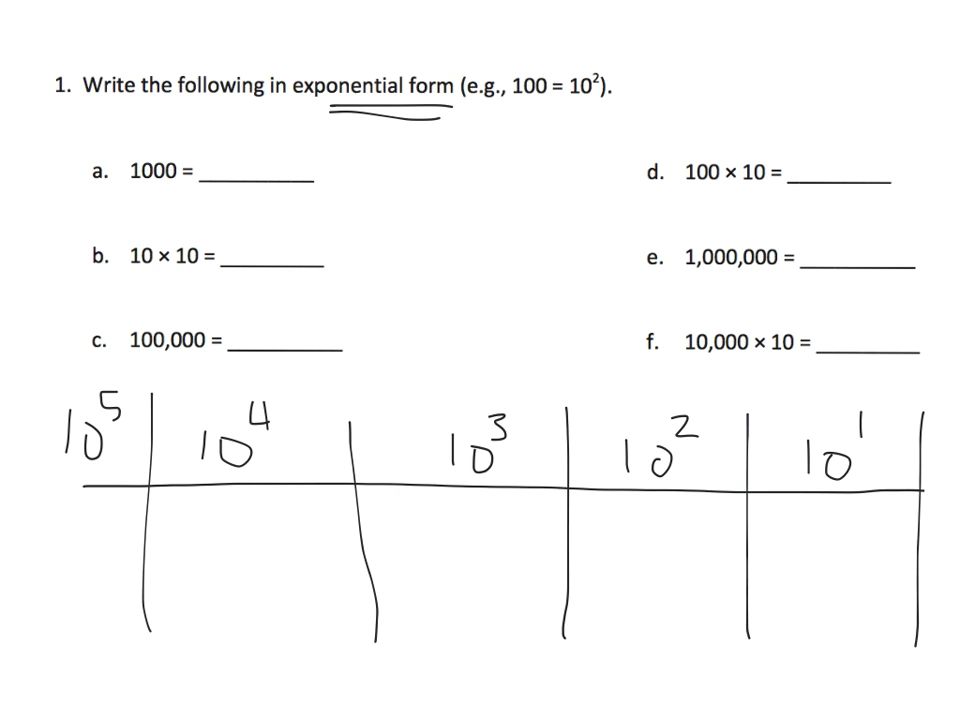 1. Write the following in exponential form (e.g., 100 = 10²).
a. 1000 = __________
d. 100 × 10 = __________
b. 10 × 10 = __________
e. 1,000,000 = __________
c. 100,000 = __________
f. 10,000 × 10 = __________
10⁵ 10⁴ 10³ 10² 10¹